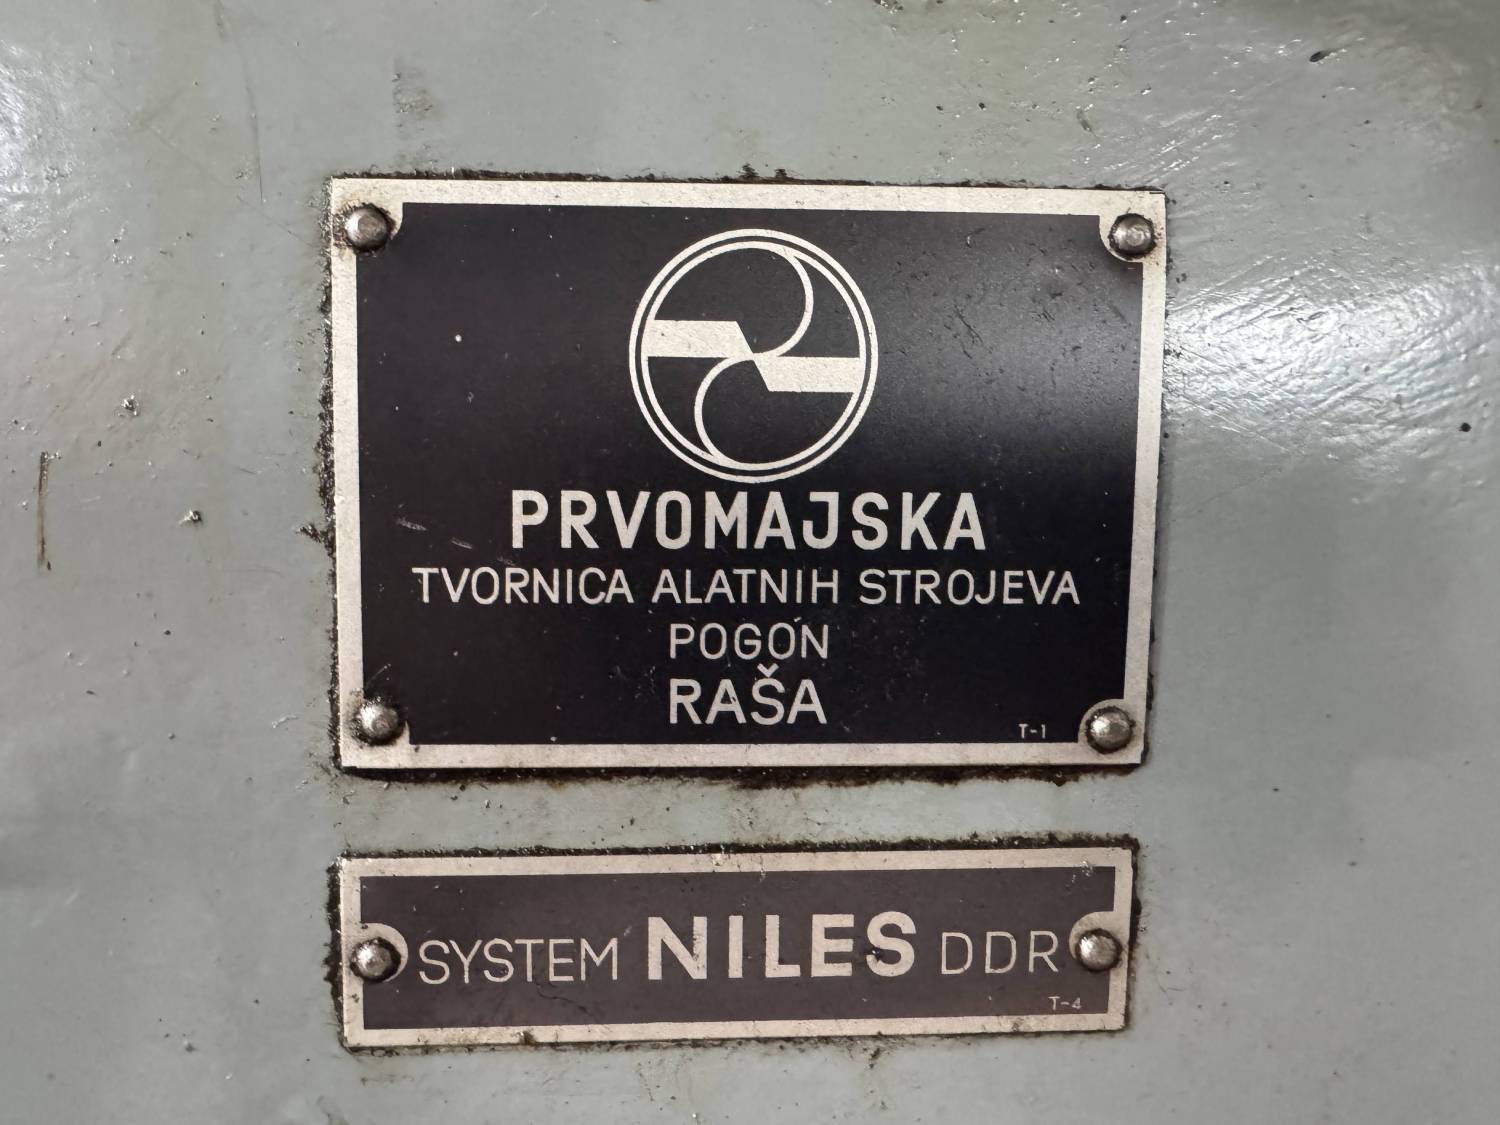 PRVOMAJSKA
TVORNICA ALATNIH STROJEVA
POGON
RAŠA
T-1
SYSTEM NILES DDR
T-4